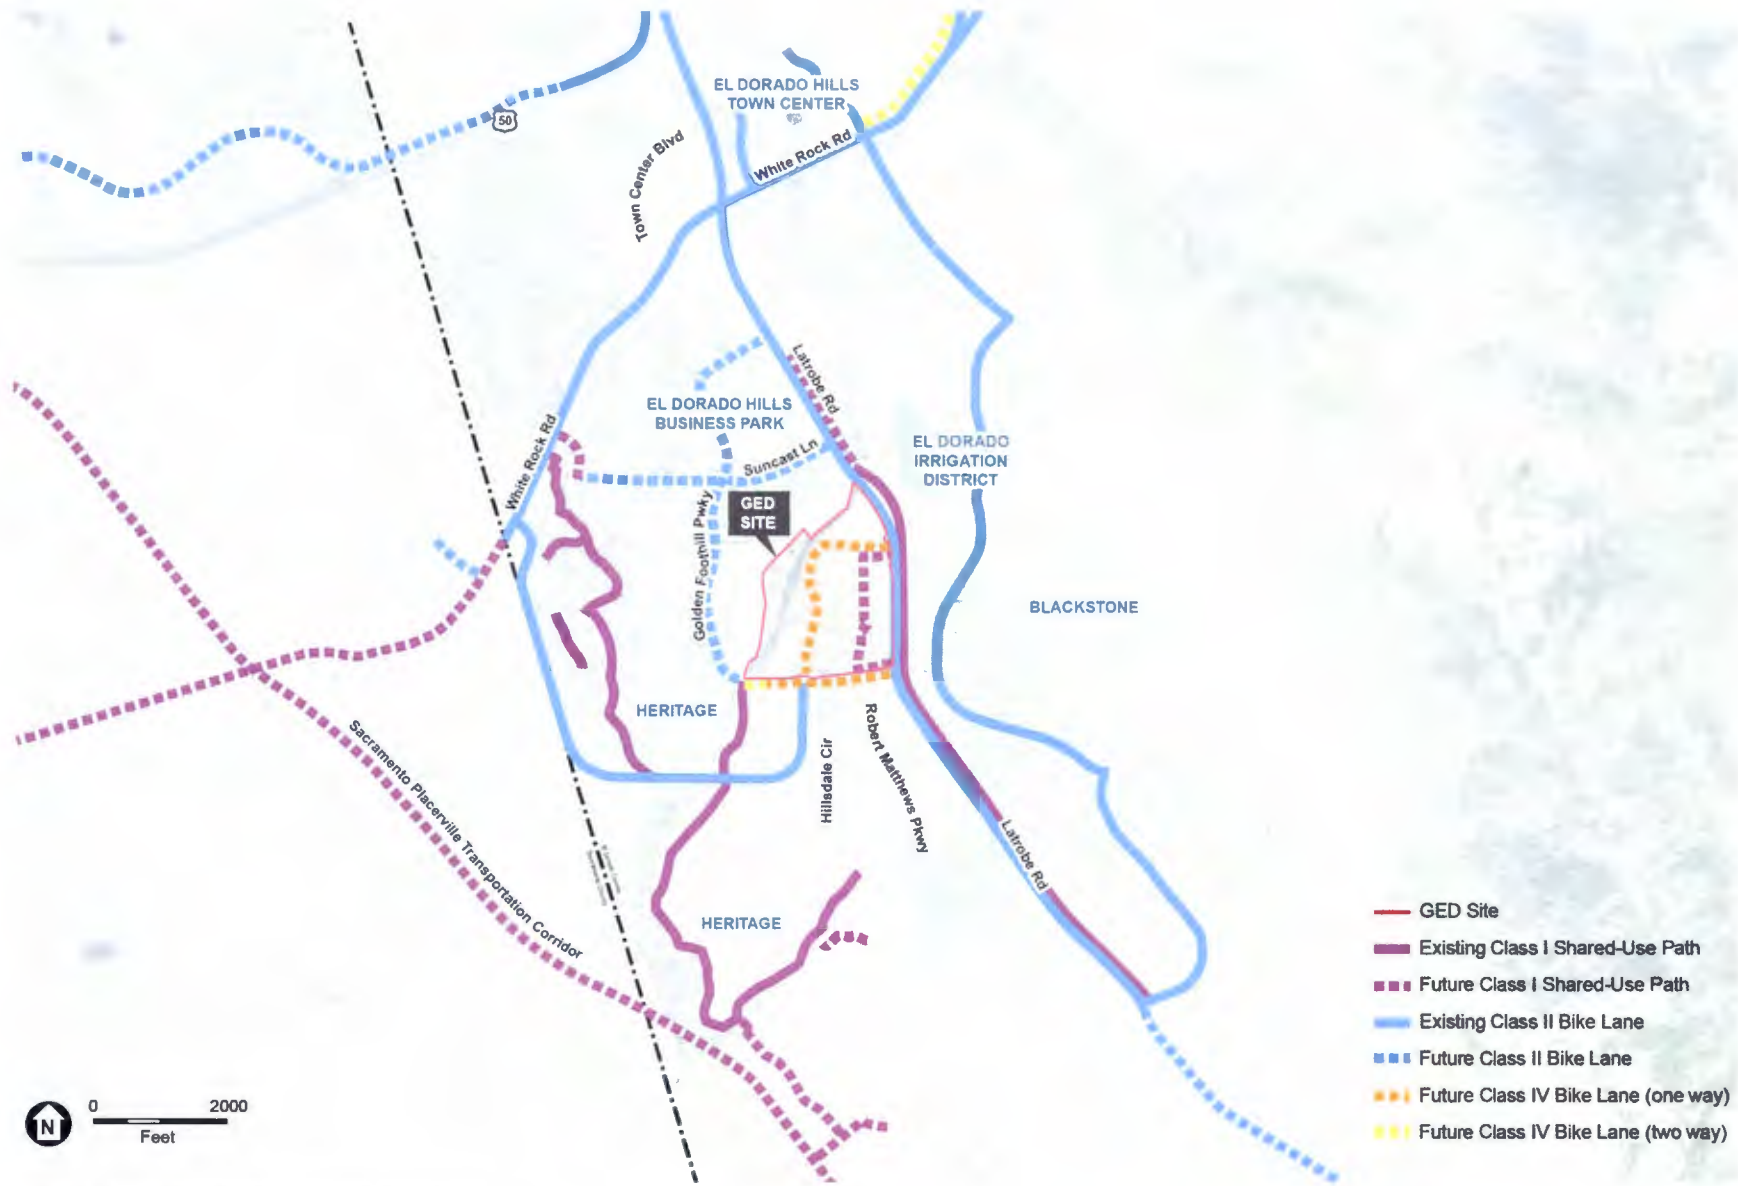 50
EL DORADO HILLS
TOWN CENTER
White Rock Rd
Town Center Blvd
Latrobe Rd
EL DORADO HILLS
BUSINESS PARK
White Rock Rd
Suncast Ln
EL DORADO
IRRIGATION
DISTRICT
GED
SITE
Golden Foothill Pwky
BLACKSTONE
HERITAGE
Hillsdale Cir
Robert Matthews Pkwy
Sacramento Placerville Transportation Corridor
Latrobe Rd
HERITAGE
GED Site
Existing Class I Shared-Use Path
Future Class I Shared-Use Path
Existing Class II Bike Lane
Future Class II Bike Lane
Future Class IV Bike Lane (one way)
Future Class IV Bike Lane (two way)
N
0 2000
Feet